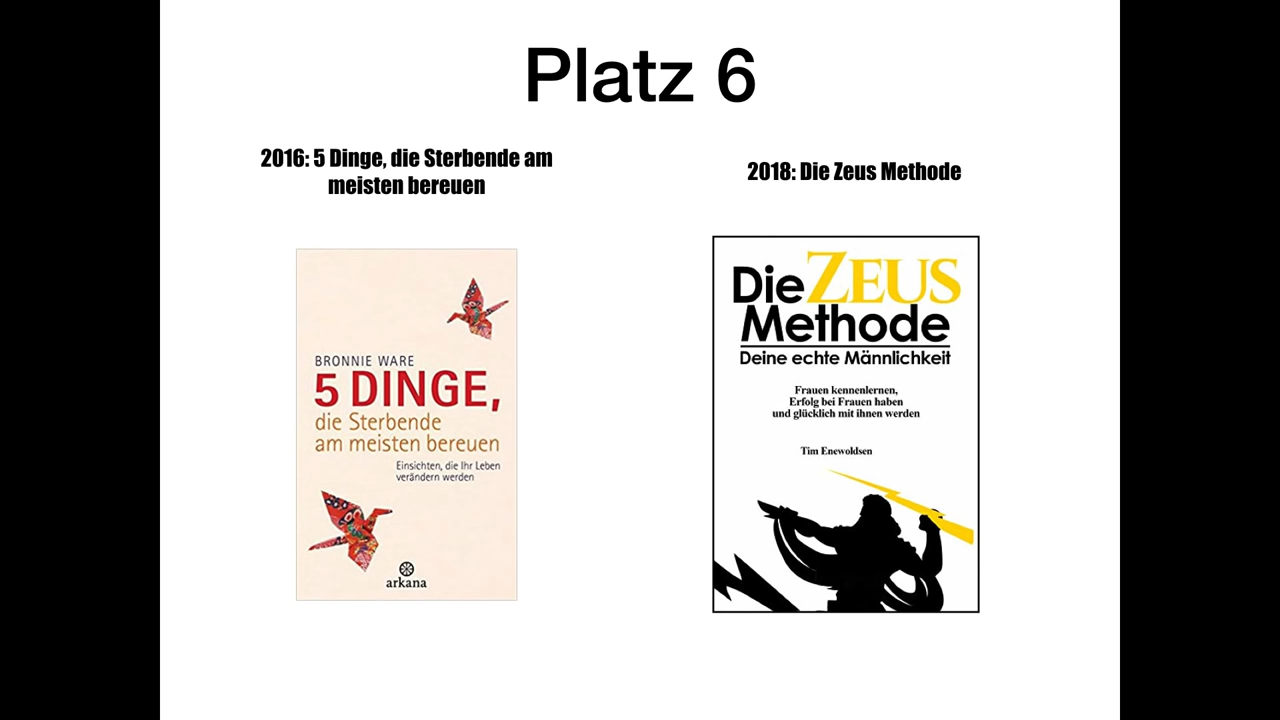 Platz 6
2016: 5 Dinge, die Sterbende am
meisten bereuen
2018: Die Zeus Methode
BRONNIE WARE
5 DINGE,
die Sterbende
am meisten bereuen
Einsichten, die Ihr Leben
verändern werden
arkana
Die ZEUS
Methode
Deine echte Männlichkeit
Frauen kennenlernen,
Erfolg bei Frauen haben
und glücklich mit ihnen werden
Tim Enewoldsen